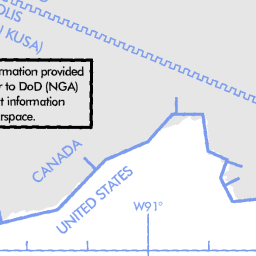 OLIS
KUSA)
rmation provided
r to DoD (NGA)
t information
rspace.
CANADA
UNITED STATES
W91°